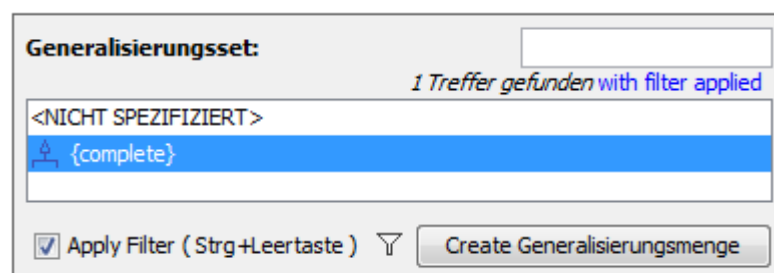 Generalisierungsset:
1 Treffer gefunden with filter applied
<NICHT SPEZIFIZIERT>
{complete}
Apply Filter ( Strg+Leertaste ) Create Generalisierungsmenge